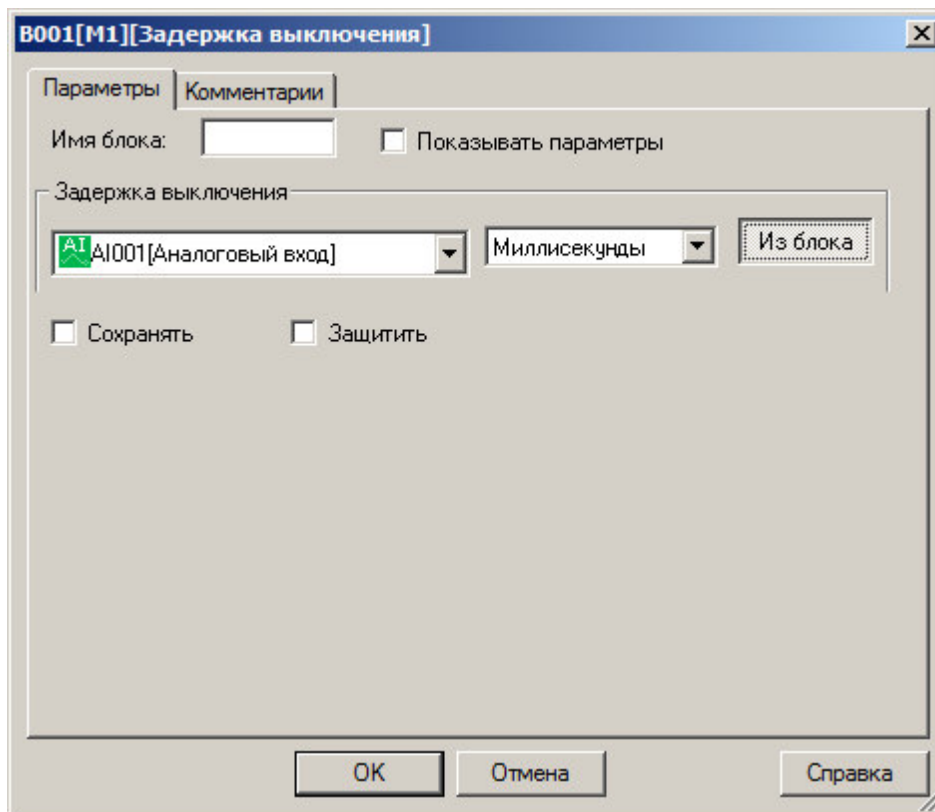 B001[M1][Задержка выключения]
Параметры Комментарии
Имя блока: Показывать параметры
Задержка выключения
AI AI001[Аналоговый вход] Миллисекунды Из блока
Сохранять Защитить
OK Отмена Справка